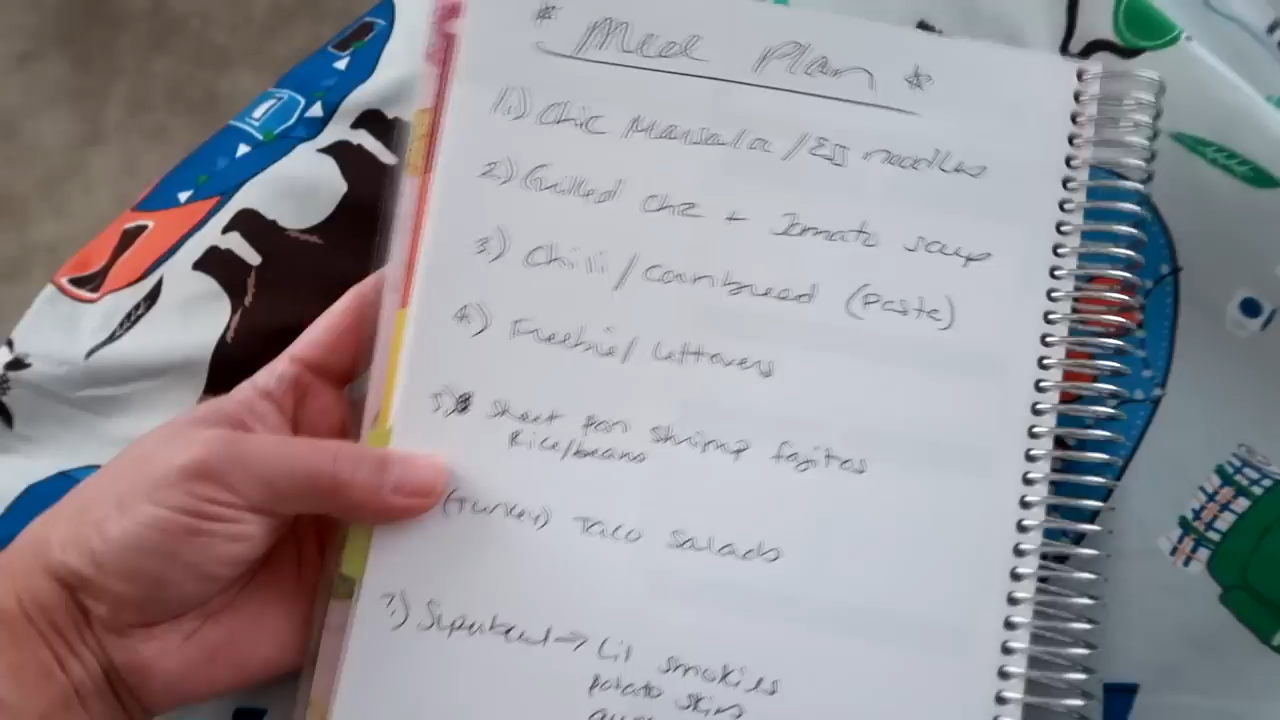 * Meal Plan *
1.) Chic Marsala / Egg noodles
2) Grilled Chz + Tomato soup
3.) Chili / Cornbread (Paste)
4.) Freebie / Leftovers
5.) Sheet pan shrimp fajitas
Rice/beans
(Turkey) Taco Salads
7.) Superbowl → Lil smokies
potato skin